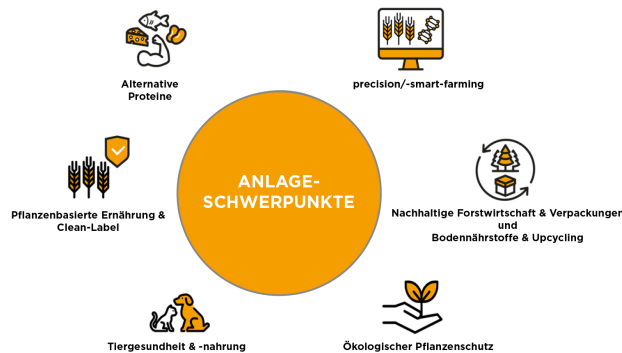 Alternative
Proteine
precision/-smart-farming
ANLAGE-
SCHWERPUNKTE
Pflanzenbasierte Ernährung &
Clean-Label
Nachhaltige Forstwirtschaft & Verpackungen
und
Bodennährstoffe & Upcycling
Tiergesundheit & -nahrung
Ökologischer Pflanzenschutz